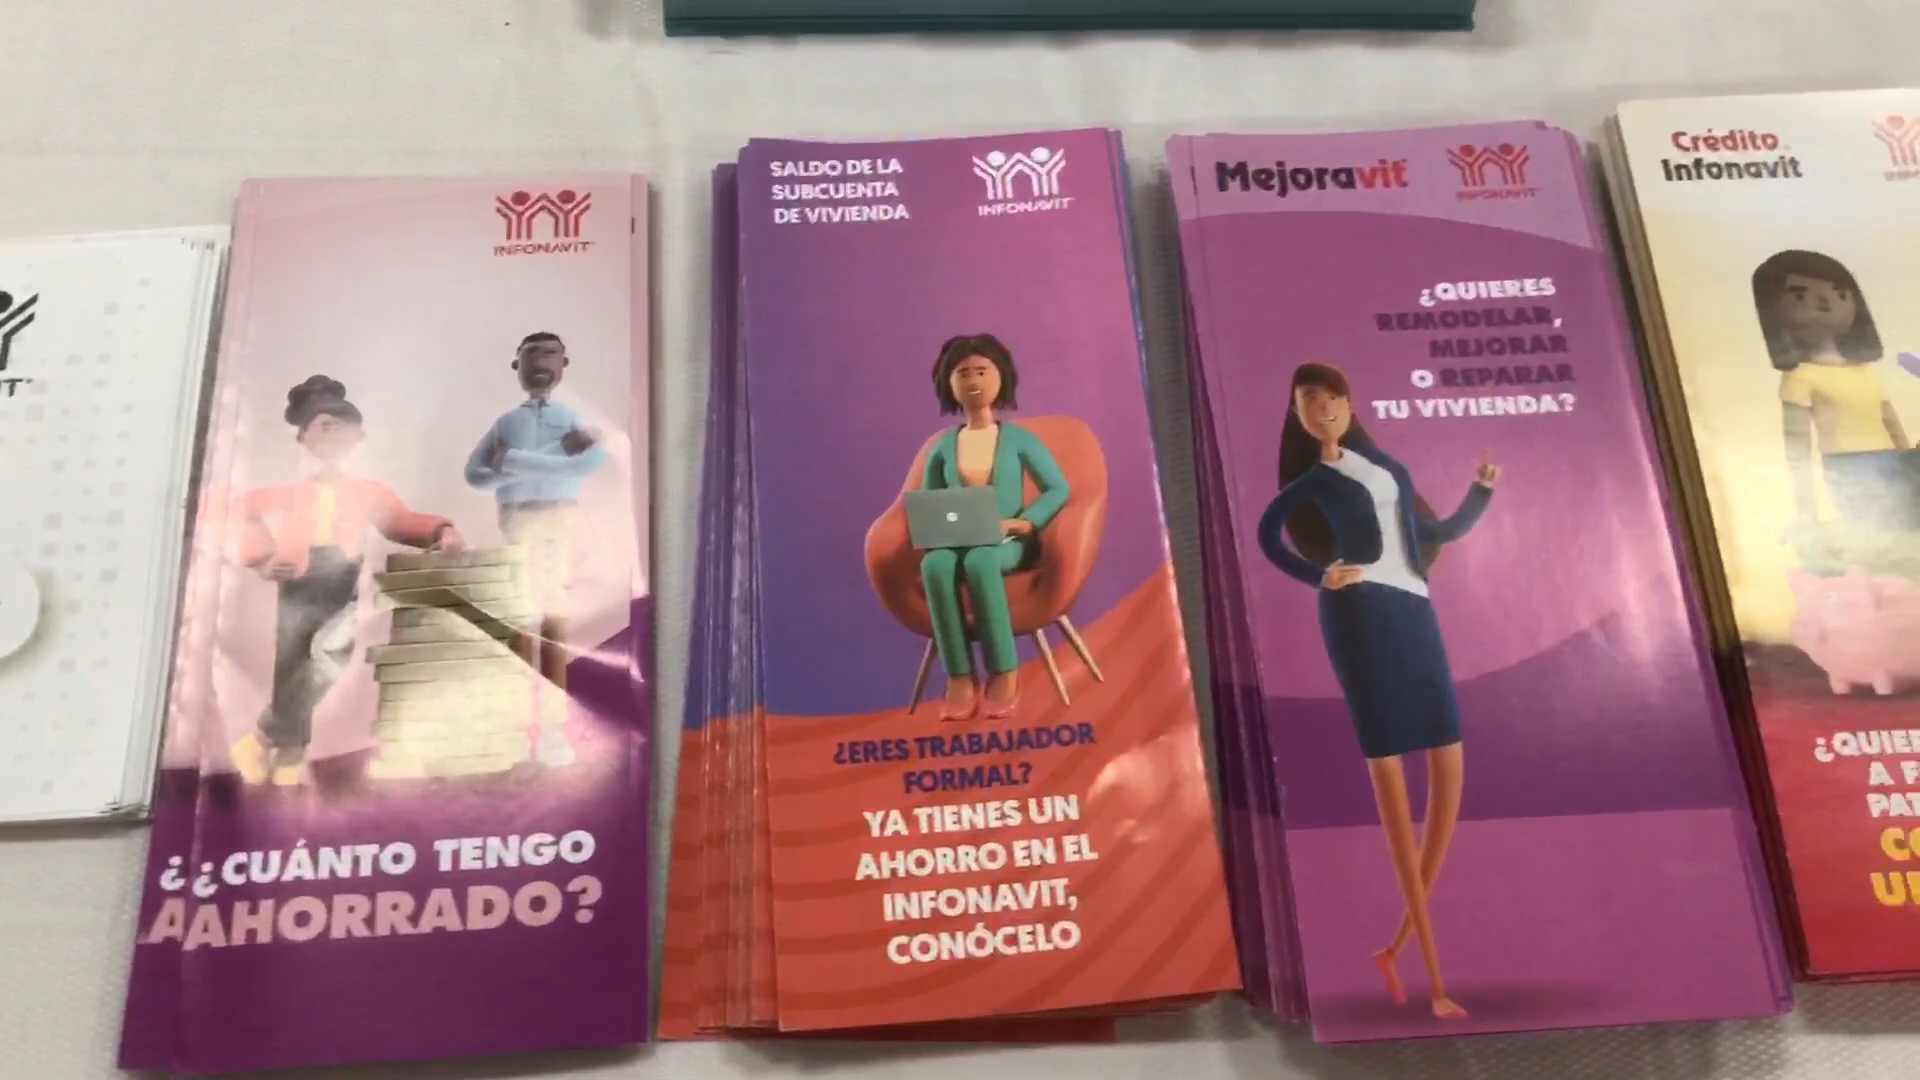 INFONAVIT
¿CUÁNTO TENGO
AHORRADO?
SALDO DE LA
SUBCUENTA
DE VIVIENDA
INFONAVIT
¿ERES TRABAJADOR
FORMAL?
YA TIENES UN
AHORRO EN EL
INFONAVIT,
CONÓCELO
Mejoravit
INFONAVIT
¿QUIERES
REMODELAR,
MEJORAR
O REPARAR
TU VIVIENDA?
Crédito
Infonavit